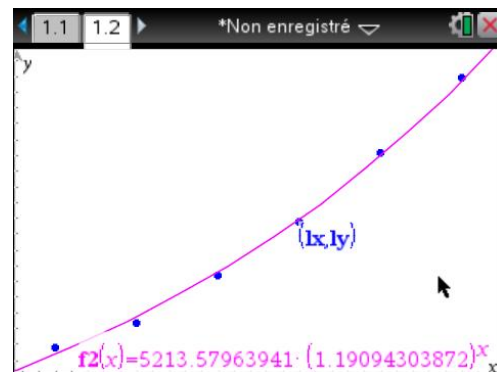 1.1 1.2 *Non enregistré
y
(lx,ly)
f2(x)=5213.57963941·(1.19094303872)^x
x